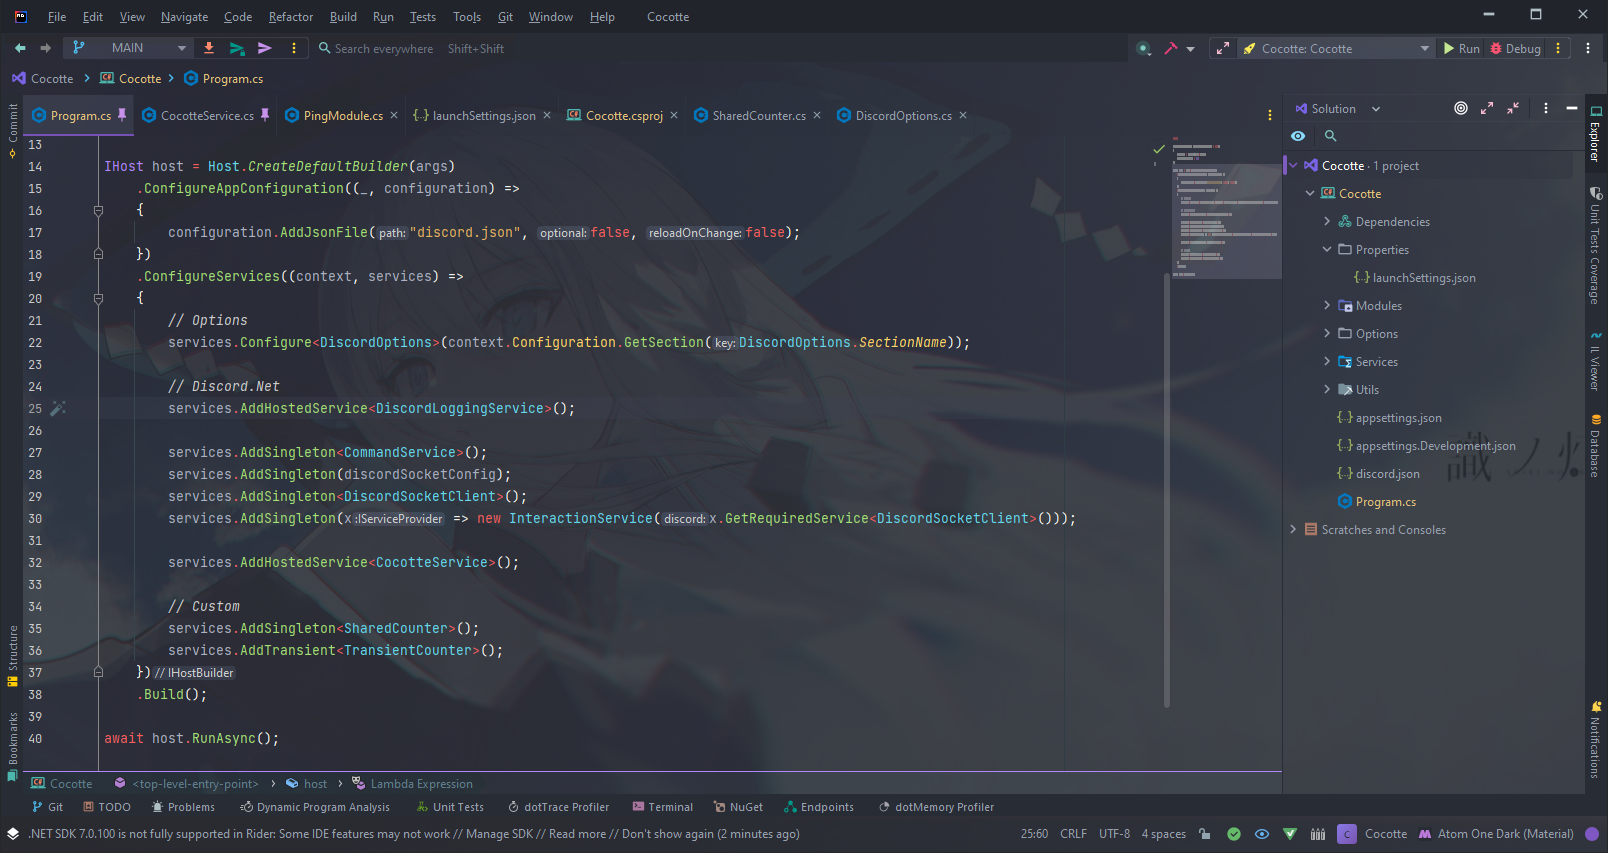 File Edit View Navigate Code Refactor Build Run Tests Tools Git Window Help Cocotte
MAIN Search everywhere Shift+Shift Cocotte: Cocotte Run Debug
Cocotte Cocotte Program.cs
Program.cs CocotteService.cs PingModule.cs launchSettings.json Cocotte.csproj SharedCounter.cs DiscordOptions.cs
13
14 IHost host = Host.CreateDefaultBuilder(args)
15 .ConfigureAppConfiguration((_, configuration) =>
16 {
17 configuration.AddJsonFile(path:"discord.json", optional:false, reloadOnChange:false);
18 })
19 .ConfigureServices((context, services) =>
20 {
21 // Options
22 services.Configure<DiscordOptions>(context.Configuration.GetSection(key:DiscordOptions.SectionName));
23
24 // Discord.Net
25 services.AddHostedService<DiscordLoggingService>();
26
27 services.AddSingleton<CommandService>();
28 services.AddSingleton(discordSocketConfig);
29 services.AddSingleton<DiscordSocketClient>();
30 services.AddSingleton(x:IServiceProvider => new InteractionService(discord:x.GetRequiredService<DiscordSocketClient>()));
31
32 services.AddHostedService<CocotteService>();
33
34 // Custom
35 services.AddSingleton<SharedCounter>();
36 services.AddTransient<TransientCounter>();
37 }) // IHostBuilder
38 .Build();
39
40 await host.RunAsync();
Commit
Structure
Bookmarks
Solution
Cocotte · 1 project
Cocotte
Dependencies
Properties
launchSettings.json
Modules
Options
Services
Utils
appsettings.json
appsettings.Development.json
discord.json
Program.cs
Scratches and Consoles
Explorer
Unit Tests Coverage
IL Viewer
Database
Notifications
Cocotte <top-level-entry-point> host Lambda Expression
Git TODO Problems Dynamic Program Analysis Unit Tests dotTrace Profiler Terminal NuGet Endpoints dotMemory Profiler
.NET SDK 7.0.100 is not fully supported in Rider: Some IDE features may not work // Manage SDK // Read more // Don't show again (2 minutes ago) 25:60 CRLF UTF-8 4 spaces C Cocotte Atom One Dark (Material)